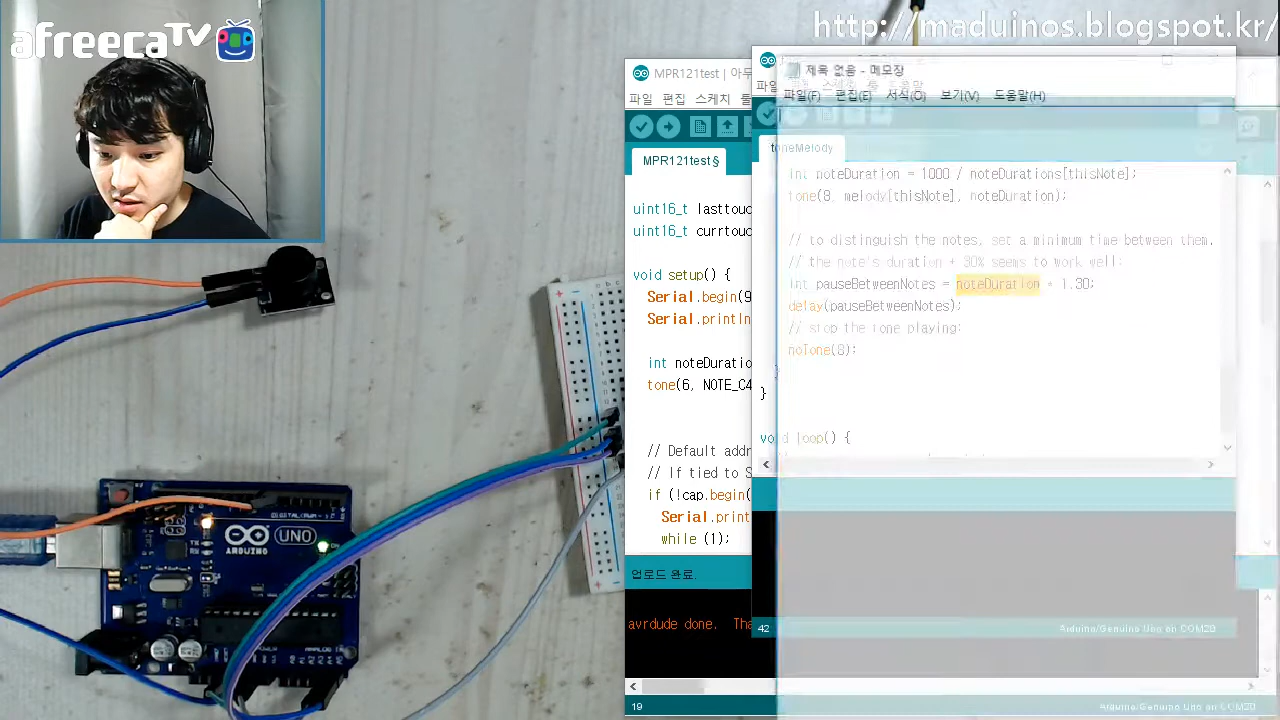 afreecaTV
http://maduinos.blogspot.kr/
MPR121test | 아두
파일 편집 스케치 툴
MPR121test §
uint16_t lasttouc
uint16_t currtouc
void setup() {
Serial.begin(9
Serial.println
int noteDuratio
tone(6, NOTE_C4
// Default addr
// If tied to S
if (!cap.begin(
Serial.print
while (1);
업로드 완료.
avrdude done. Tha
19
Arduino/Genuino Uno on COM20
제목 없음 - 메모장
파일(F) 편집(E) 서식(O) 보기(V) 도움말(H)
toneMelody
int noteDuration = 1000 / noteDurations[thisNote];
tone(8, melody[thisNote], noteDuration);
// to distinguish the notes, set a minimum time between them.
// the note's duration + 30% seems to work well:
int pauseBetweenNotes = noteDuration * 1.30;
delay(pauseBetweenNotes);
// stop the tone playing:
noTone(8);
}
}
void loop() {
42
Arduino/Genuino Uno on COM20
UNO
ARDUINO